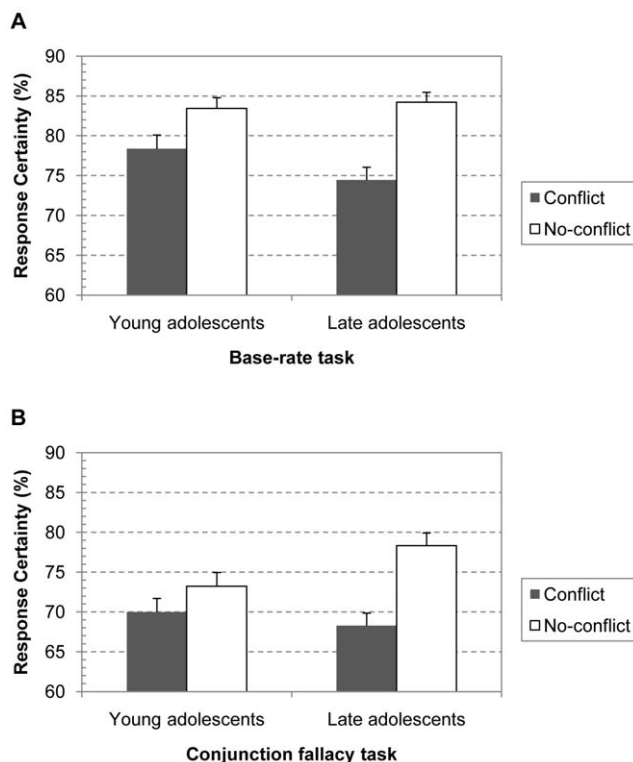 A
Response Certainty (%)
90
85
80
75
70
65
60
Young adolescents
Late adolescents
Base-rate task
Conflict
No-conflict
B
Response Certainty (%)
90
85
80
75
70
65
60
Young adolescents
Late adolescents
Conjunction fallacy task
Conflict
No-conflict